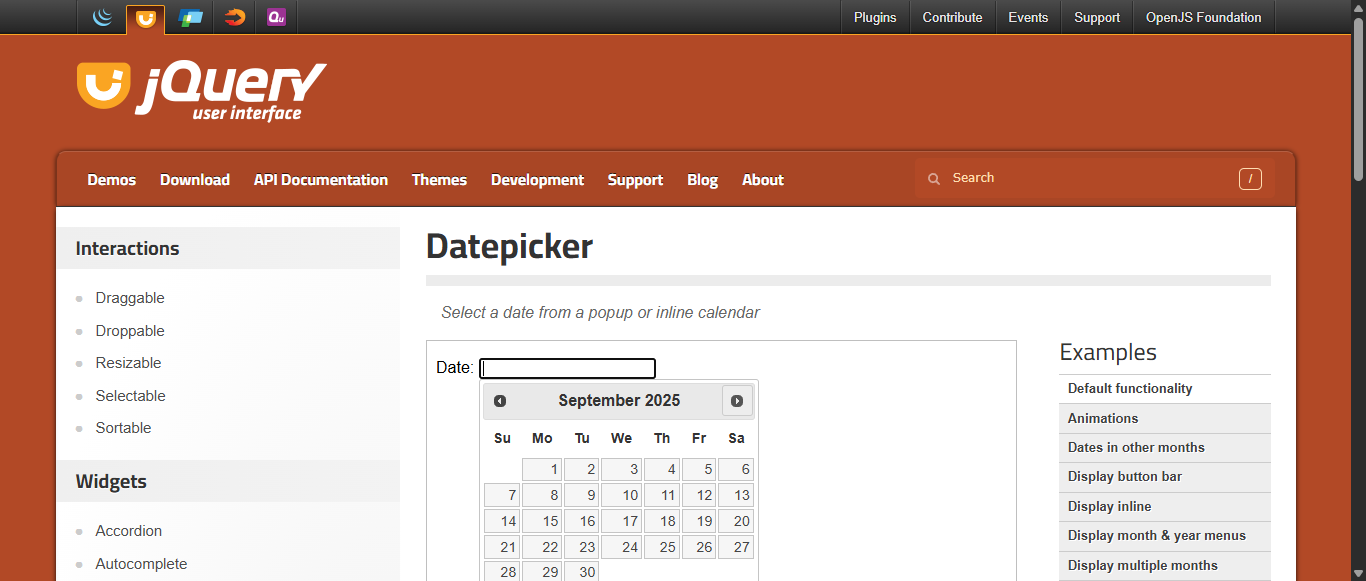 Qu
Plugins Contribute Events Support OpenJS Foundation
jQuery
user interface
Demos Download API Documentation Themes Development Support Blog About Search /
Interactions
Draggable
Droppable
Resizable
Selectable
Sortable
Widgets
Accordion
Autocomplete
Datepicker
Select a date from a popup or inline calendar
Date:
September 2025
Su Mo Tu We Th Fr Sa
1 2 3 4 5 6
7 8 9 10 11 12 13
14 15 16 17 18 19 20
21 22 23 24 25 26 27
28 29 30
Examples
Default functionality
Animations
Dates in other months
Display button bar
Display inline
Display month & year menus
Display multiple months